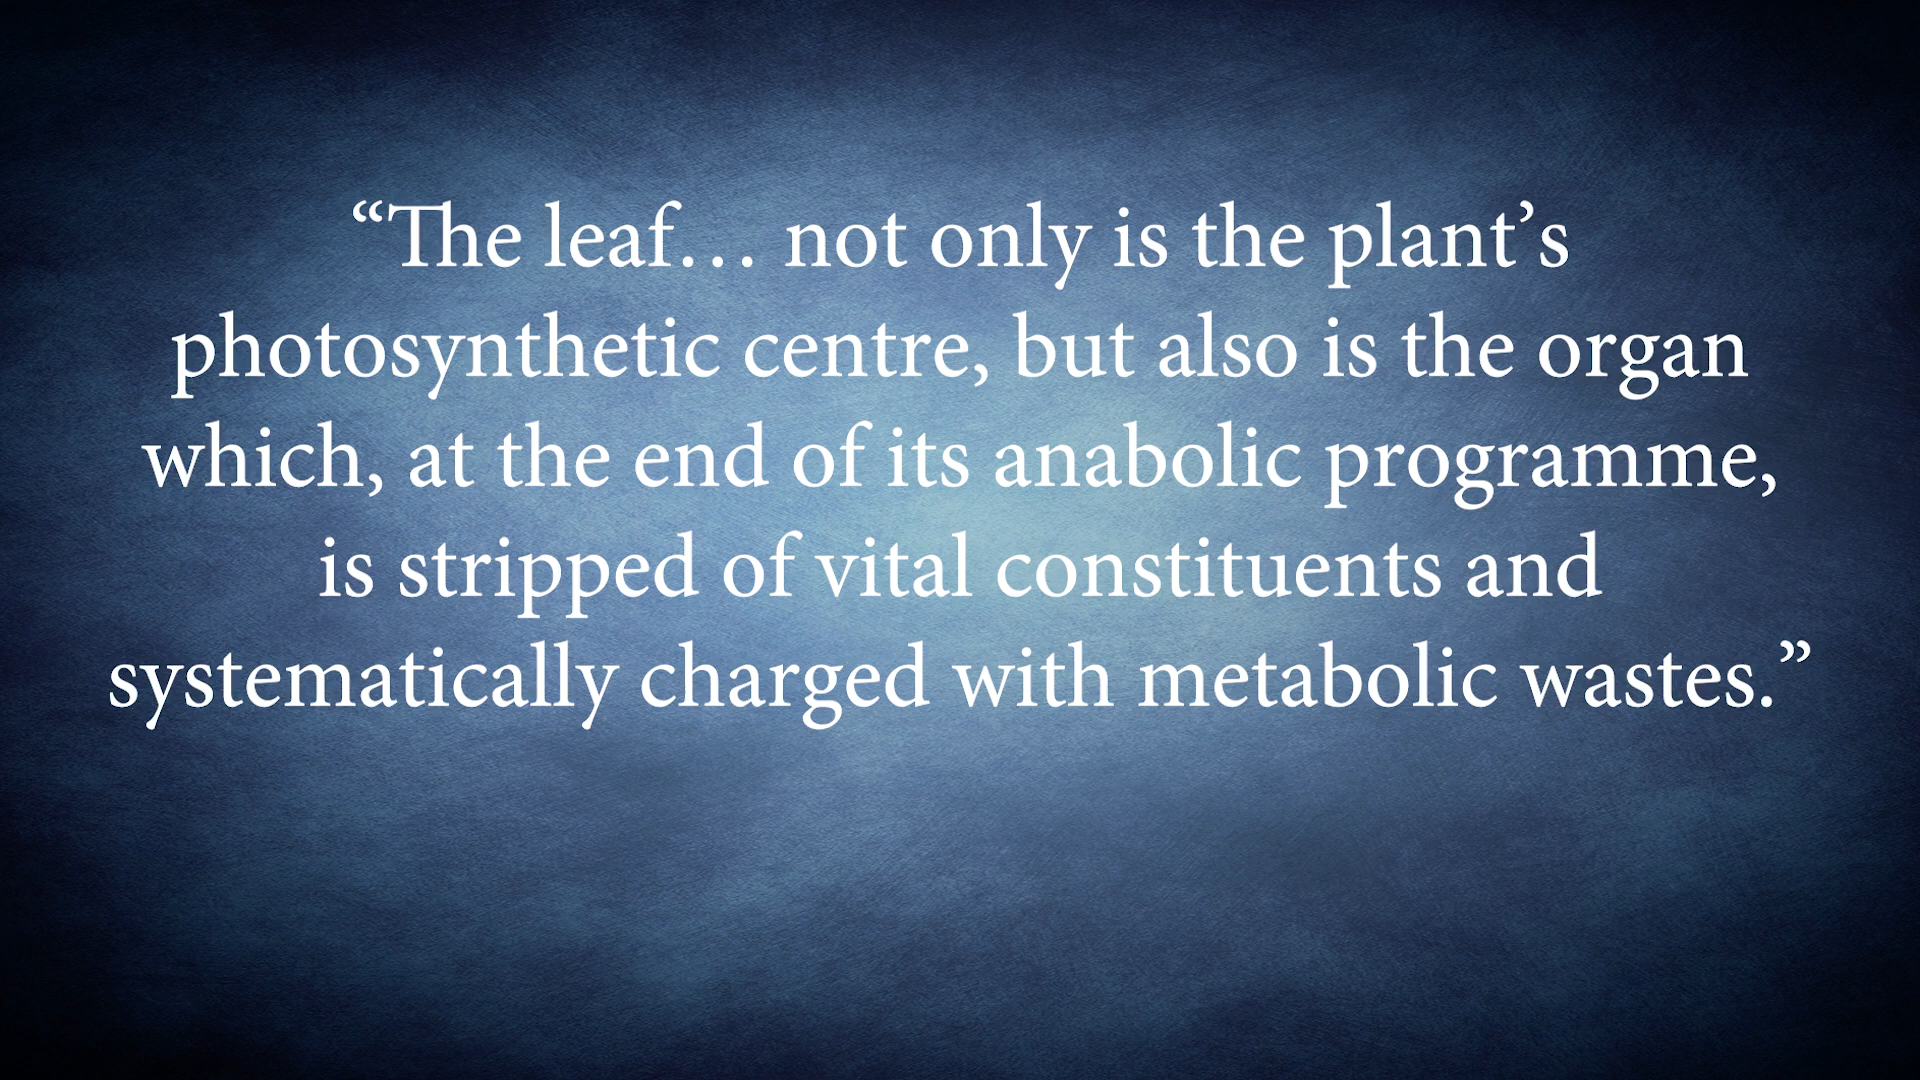 “The leaf… not only is the plant’s
photosynthetic centre, but also is the organ
which, at the end of its anabolic programme,
is stripped of vital constituents and
systematically charged with metabolic wastes.”